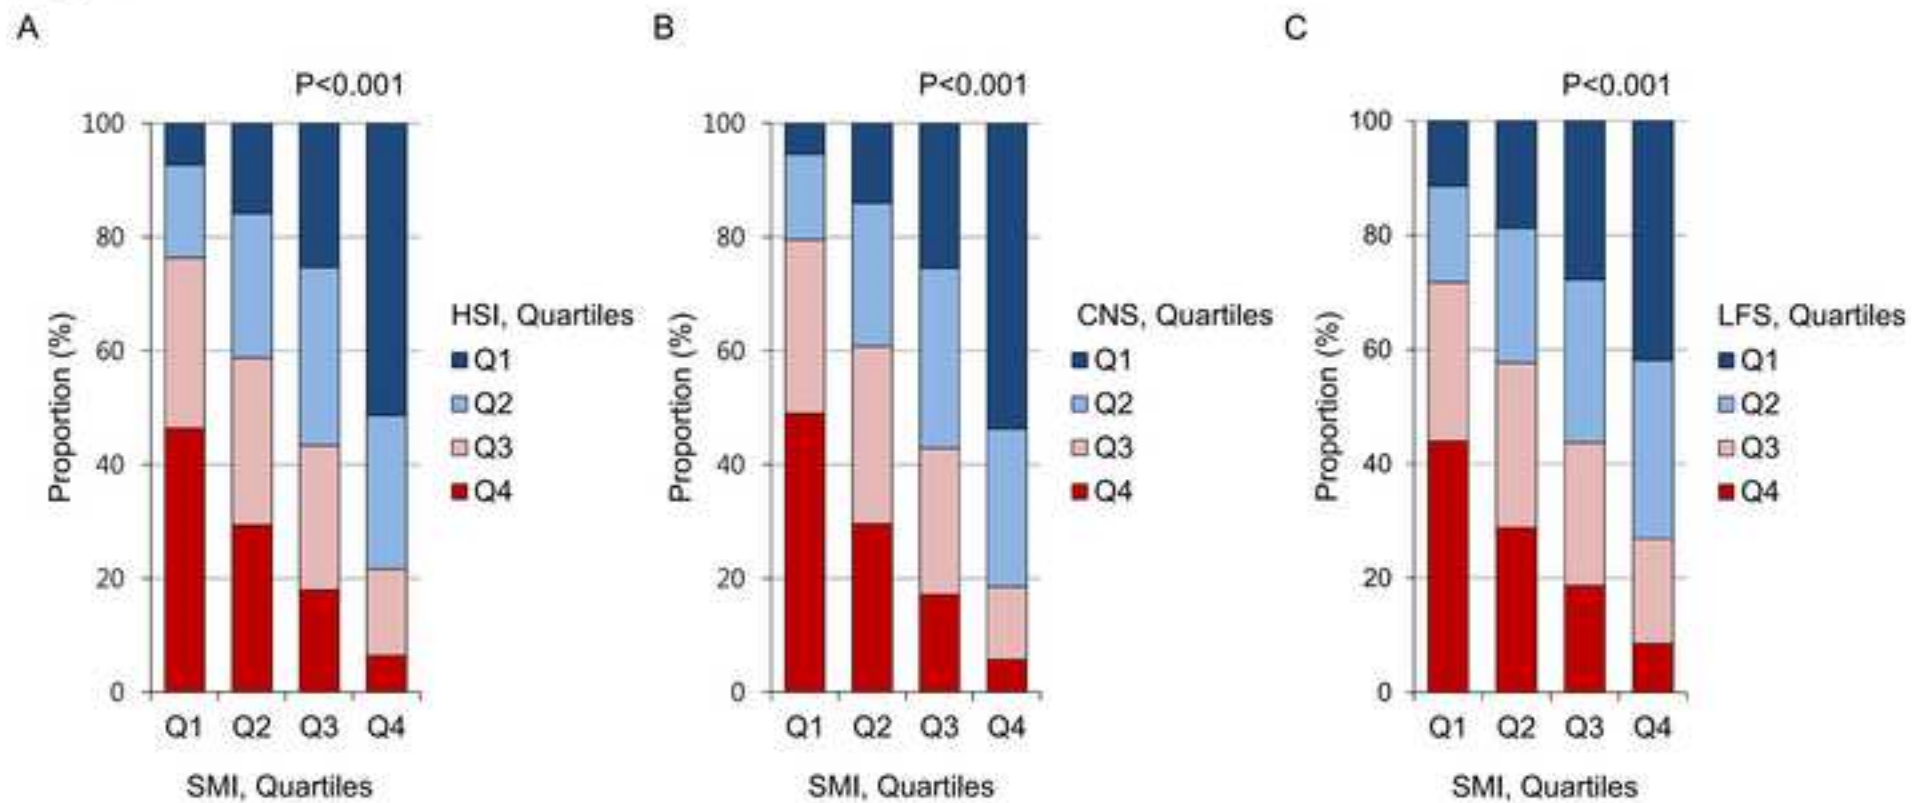 A
P<0.001
100
80
60
40
20
0
Proportion (%)
Q1 Q2 Q3 Q4
SMI, Quartiles
HSI, Quartiles
Q1
Q2
Q3
Q4
B
P<0.001
100
80
60
40
20
0
Proportion (%)
Q1 Q2 Q3 Q4
SMI, Quartiles
CNS, Quartiles
Q1
Q2
Q3
Q4
C
P<0.001
100
80
60
40
20
0
Proportion (%)
Q1 Q2 Q3 Q4
SMI, Quartiles
LFS, Quartiles
Q1
Q2
Q3
Q4